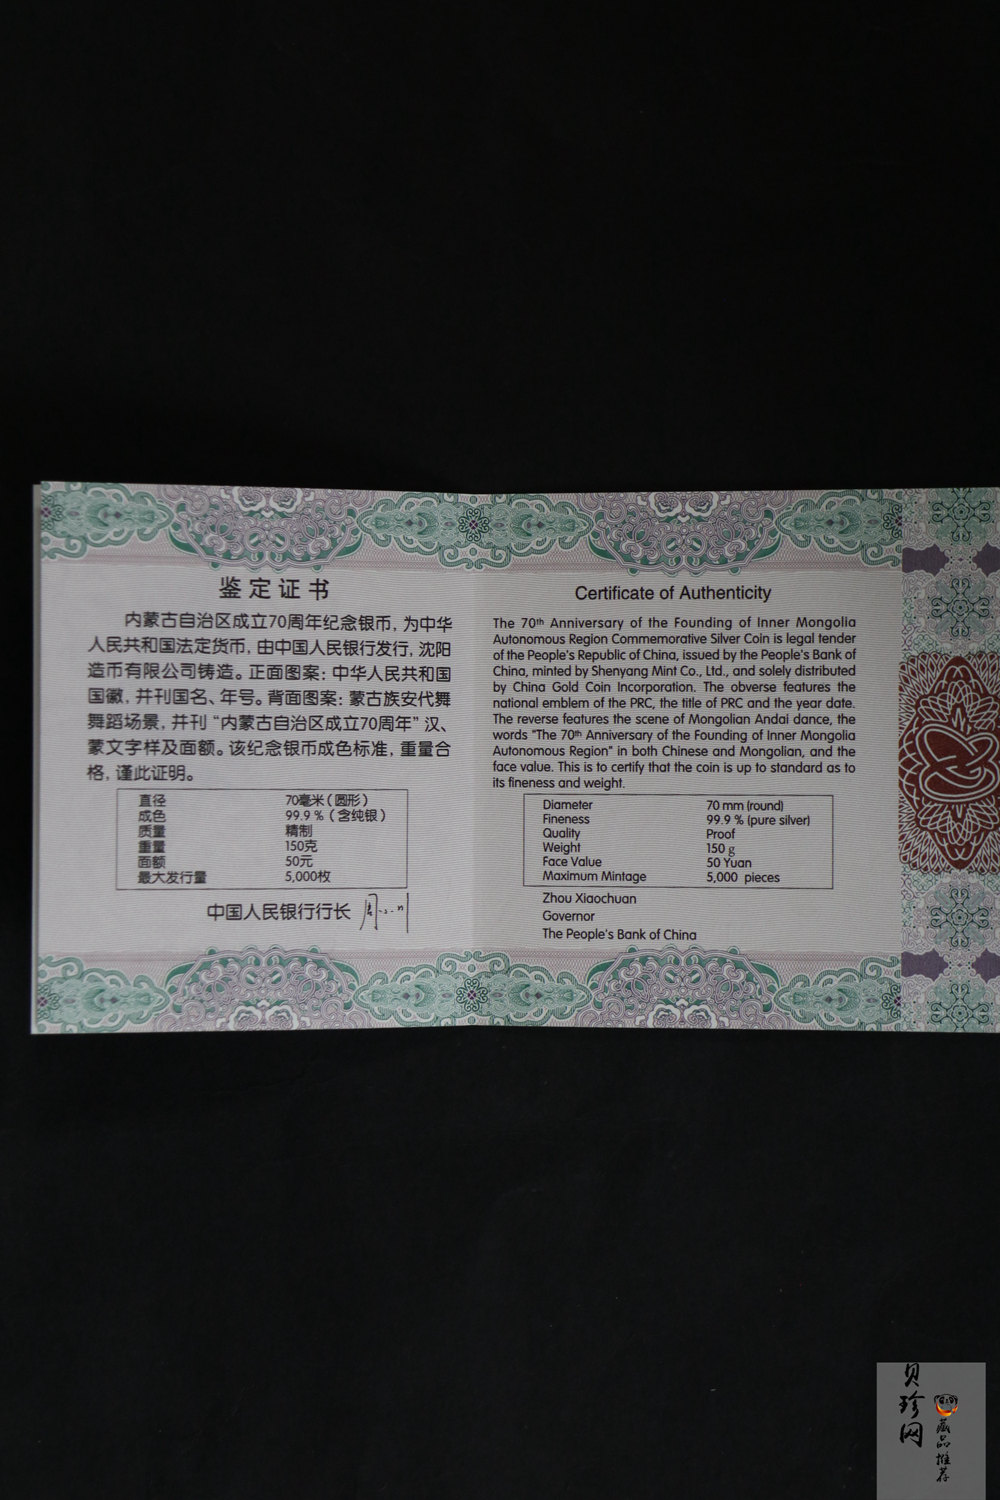 鉴定证书
内蒙古自治区成立70周年纪念银币，为中华
人民共和国法定货币，由中国人民银行发行，沈阳
造币有限公司铸造。正面图案：中华人民共和国
国徽，并刊国名、年号。背面图案：蒙古族安代舞
舞蹈场景，并刊“内蒙古自治区成立70周年”汉、
蒙文字样及面额。该纪念银币成色标准，重量合
格，谨此证明。
直径 70毫米（圆形）
成色 99.9％（含纯银）
质量 精制
重量 150克
面额 50元
最大发行量 5,000枚
中国人民银行行长
Certificate of Authenticity
The 70th Anniversary of the Founding of Inner Mongolia
Autonomous Region Commemorative Silver Coin is legal tender
of the People's Republic of China, issued by the People's Bank of
China, minted by Shenyang Mint Co., Ltd., and solely distributed
by China Gold Coin Incorporation. The obverse features the
national emblem of the PRC, the title of PRC and the year date.
The reverse features the scene of Mongolian Andai dance, the
words "The 70th Anniversary of the Founding of Inner Mongolia
Autonomous Region" in both Chinese and Mongolian, and the
face value. This is to certify that the coin is up to standard as to
its fineness and weight.
Diameter 70 mm (round)
Fineness 99.9 % (pure silver)
Quality Proof
Weight 150 g
Face Value 50 Yuan
Maximum Mintage 5,000 pieces
Zhou Xiaochuan
Governor
The People's Bank of China
贝珍网
藏品推荐